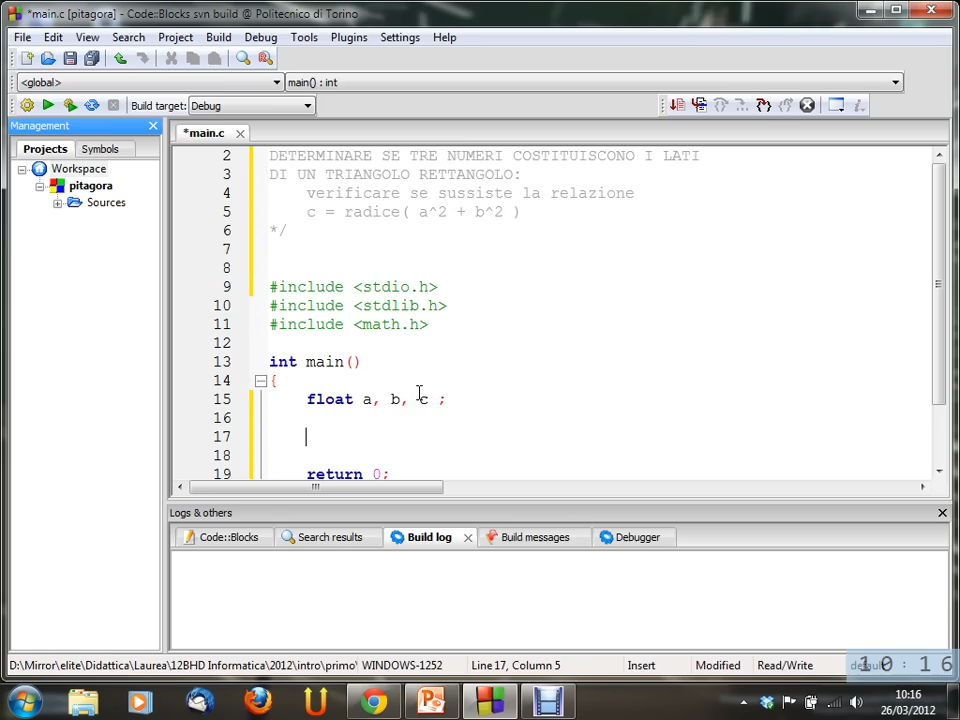 *main.c [pitagora] - Code::Blocks svn build @ Politecnico di Torino
File Edit View Search Project Build Debug Tools Plugins Settings Help
<global> main() : int
Build target: Debug
Management
*main.c
Projects Symbols
Workspace
pitagora
Sources
2 DETERMINARE SE TRE NUMERI COSTITUISCONO I LATI
3 DI UN TRIANGOLO RETTANGOLO:
4 verificare se sussiste la relazione
5 c = radice( a^2 + b^2 )
6 */
7
8
9 #include <stdio.h>
10 #include <stdlib.h>
11 #include <math.h>
12
13 int main()
14 {
15 float a, b, c ;
16
17
18
19 return 0;
Logs & others
Code::Blocks Search results Build log Build messages Debugger
D:\Mirror\elite\Didattica\Laurea\12BHD Informatica\2012\intro\primo' WINDOWS-1252 Line 17, Column 5 Insert Modified Read/Write
10:16
10:16
26/03/2012